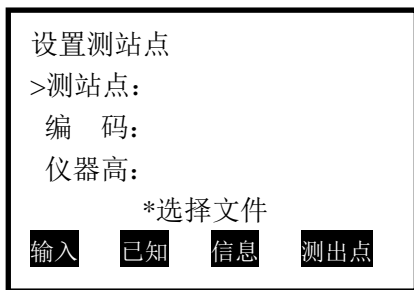 设置测站点
>测站点：
编　码：
仪器高：
*选择文件
输入 已知 信息 测出点